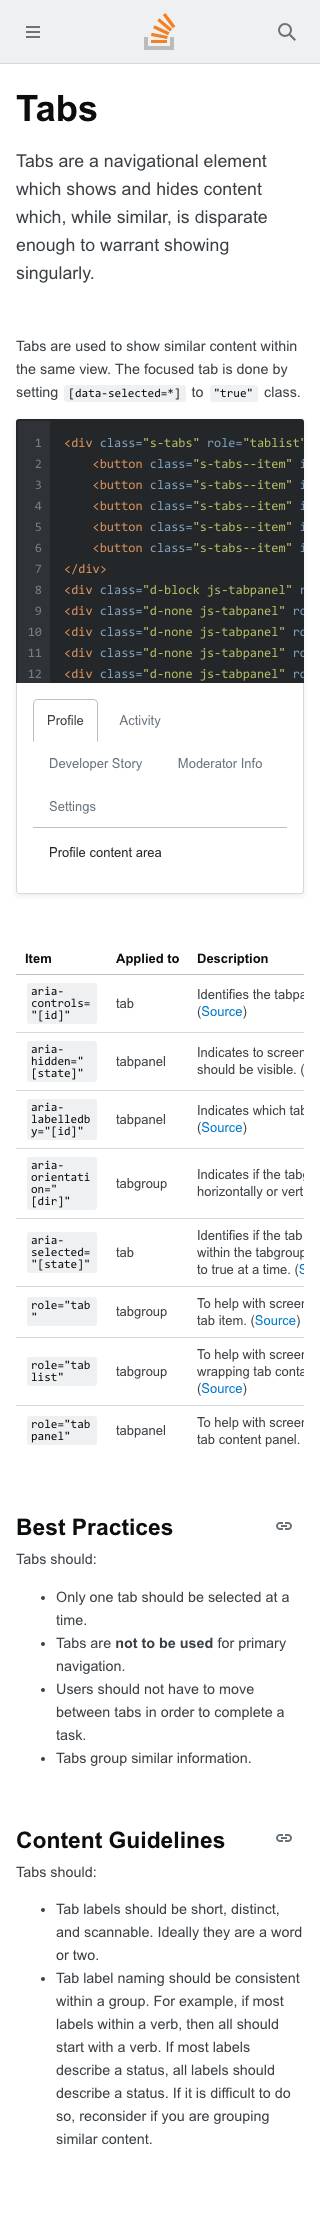 Tabs
Tabs are a navigational element
which shows and hides content
which, while similar, is disparate
enough to warrant showing
singularly.
Tabs are used to show similar content within
the same view. The focused tab is done by
setting [data-selected=*] to "true" class.
1 <div class="s-tabs" role="tablist"
2 <button class="s-tabs--item" i
3 <button class="s-tabs--item" i
4 <button class="s-tabs--item" i
5 <button class="s-tabs--item" i
6 <button class="s-tabs--item" i
7 </div>
8 <div class="d-block js-tabpanel" r
9 <div class="d-none js-tabpanel" ro
10 <div class="d-none js-tabpanel" ro
11 <div class="d-none js-tabpanel" ro
12 <div class="d-none js-tabpanel" ro
Profile Activity
Developer Story Moderator Info
Settings
Profile content area
Item Applied to Description
aria-
controls=
"[id]"
tab
Identifies the tabpa
(Source)
aria-
hidden="
[state]"
tabpanel
Indicates to screen
should be visible. (
aria-
labelledb
y="[id]"
tabpanel
Indicates which tab
(Source)
aria-
orientati
on="
[dir]"
tabgroup
Indicates if the tabg
horizontally or vert
aria-
selected=
"[state]"
tab
Identifies if the tab
within the tabgroup
to true at a time. (S
role="tab
"
tabgroup
To help with screen
tab item. (Source)
role="tab
list"
tabgroup
To help with screen
wrapping tab conta
(Source)
role="tab
panel"
tabpanel
To help with screen
tab content panel.
Best Practices
Tabs should:
• Only one tab should be selected at a
time.
• Tabs are not to be used for primary
navigation.
• Users should not have to move
between tabs in order to complete a
task.
• Tabs group similar information.
Content Guidelines
Tabs should:
• Tab labels should be short, distinct,
and scannable. Ideally they are a word
or two.
• Tab label naming should be consistent
within a group. For example, if most
labels within a verb, then all should
start with a verb. If most labels
describe a status, all labels should
describe a status. If it is difficult to do
so, reconsider if you are grouping
similar content.